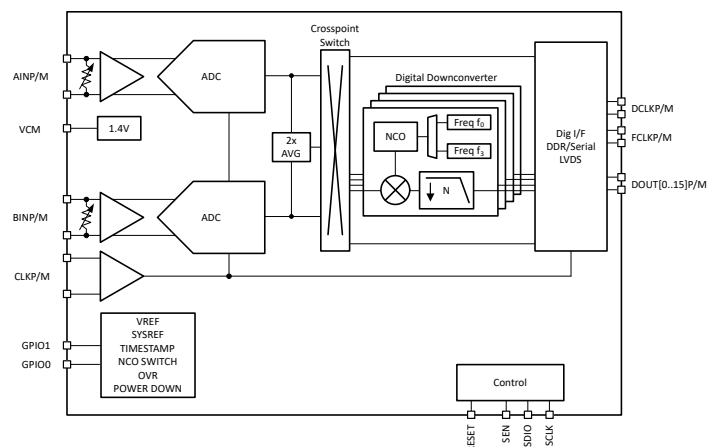 Crosspoint
Switch
AINP/M
ADC
VCM
1.4V
2x
AVG
Digital Downconverter
NCO
Freq f₀
Freq f₃
N
Dig I/F
DDR/Serial
LVDS
DCLKP/M
FCLKP/M
DOUT[0..15]P/M
BINP/M
ADC
CLKP/M
GPIO1
GPIO0
VREF
SYSREF
TIMESTAMP
NCO SWITCH
OVR
POWER DOWN
Control
ESET
SEN
SDIO
SCLK